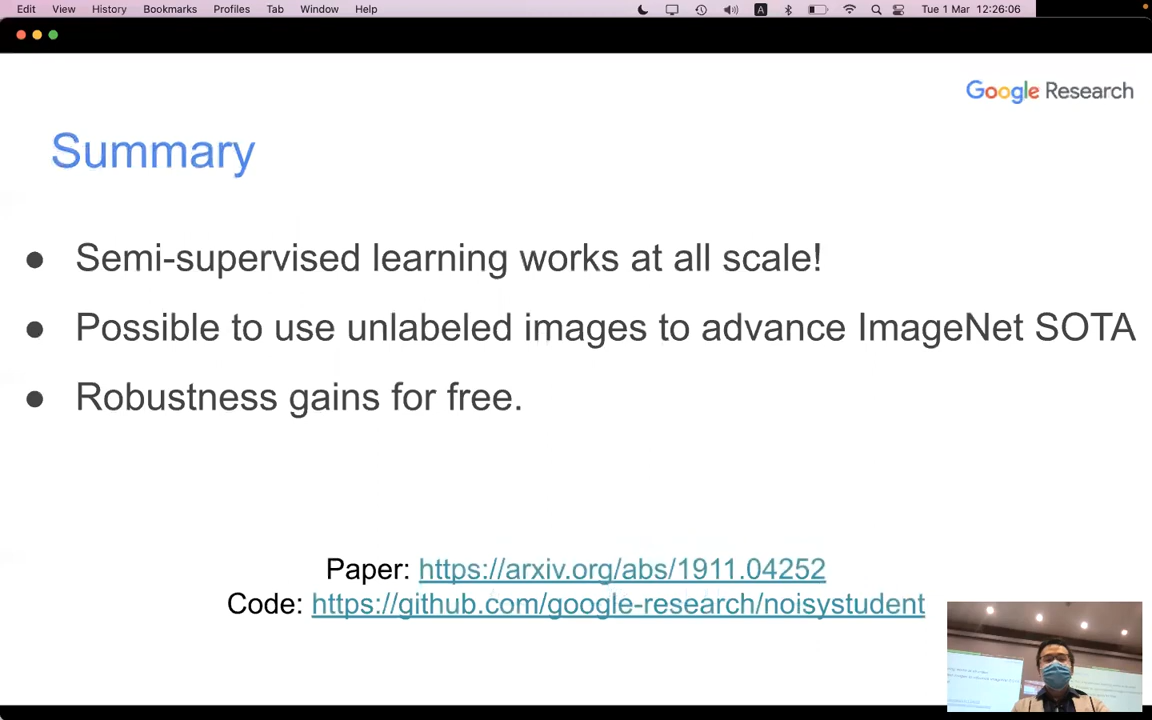 Edit View History Bookmarks Summary Profiles Tab Window Help A Tue 1 Mar 12:26:06
Google Research
Summary
● Semi-supervised learning works at all scale!
● Possible to use unlabeled images to advance ImageNet SOTA
● Robustness gains for free.
Paper: https://arxiv.org/abs/1911.04252
Code: https://github.com/google-research/noisystudent